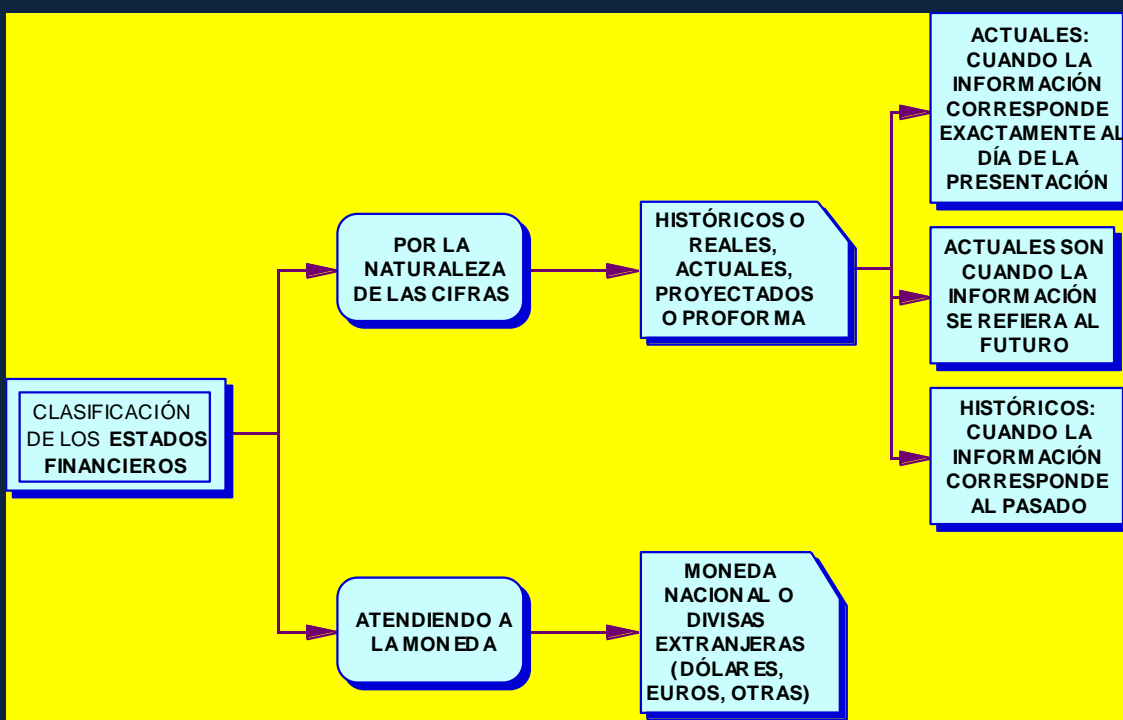 CLASIFICACIÓN
DE LOS ESTADOS
FINANCIEROS
POR LA
NATURALEZA
DE LAS CIFRAS
HISTÓRICOS O
REALES,
ACTUALES,
PROYECTADOS
O PROFORMA
ACTUALES:
CUANDO LA
INFORMACIÓN
CORRESPONDE
EXACTAMENTE AL
DÍA DE LA
PRESENTACIÓN
ACTUALES SON
CUANDO LA
INFORMACIÓN
SE REFIERA AL
FUTURO
HISTÓRICOS:
CUANDO LA
INFORMACIÓN
CORRESPONDE
AL PASADO
ATENDIENDO A
LA MONEDA
MONEDA
NACIONAL O
DIVISAS
EXTRANJERAS
(DÓLARES,
EUROS, OTRAS)